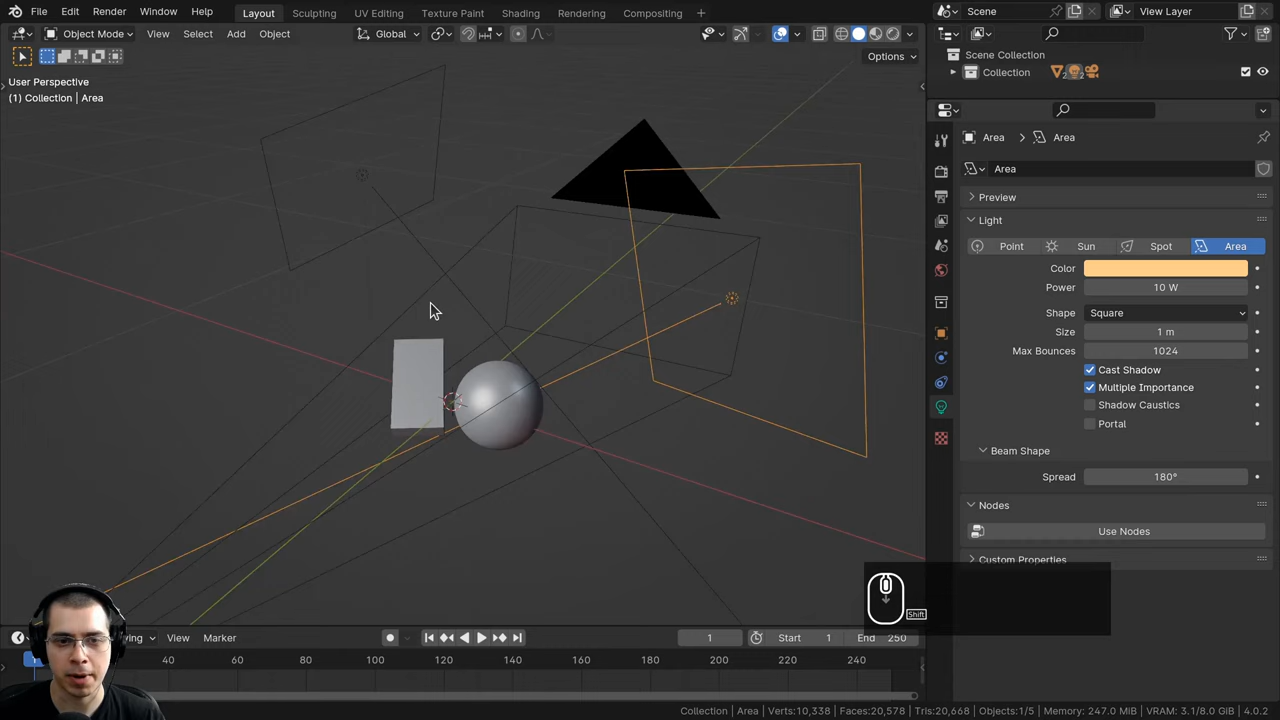 File Edit Render Window Help Layout Sculpting UV Editing Texture Paint Shading Rendering Compositing + Scene View Layer
Object Mode View Select Add Object Global
Options
Scene Collection
Collection 2 2
User Perspective
(1) Collection | Area
Area Area
Area
Preview
Light
Point Sun Spot Area
Color
Power 10 W
Shape Square
Size 1 m
Max Bounces 1024
Cast Shadow
Multiple Importance
Shadow Caustics
Portal
Beam Shape
Spread 180°
Nodes
Use Nodes
Custom Properties
Shift
View Marker 1 Start 1 End 250
40 60 80 100 120 140 160 180 200 220 240
Collection | Area | Verts:10,338 | Faces:20,578 | Tris:20,668 | Objects:1/5 | Memory: 247.0 MiB | VRAM: 3.1/8.0 GiB | 4.0.2